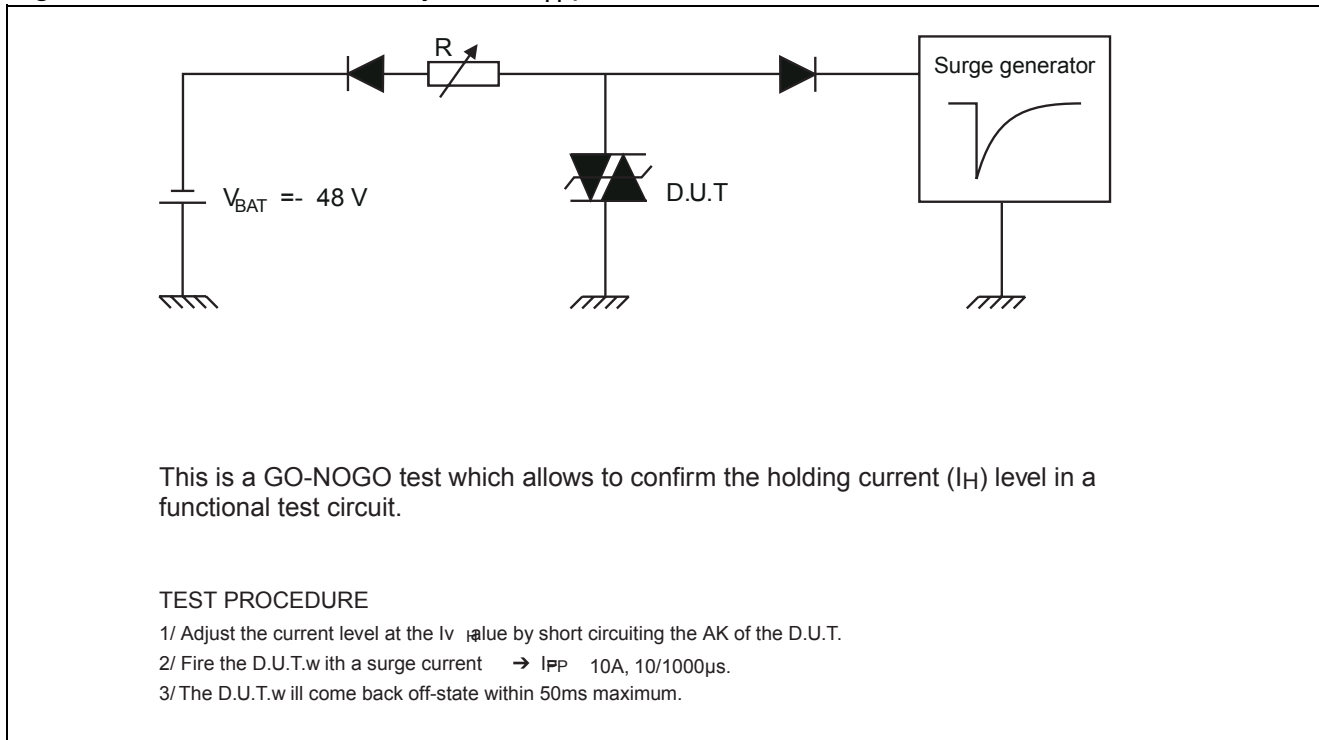 R
Surge generator
V_BAT =- 48 V
D.U.T
This is a GO-NOGO test which allows to confirm the holding current (IH) level in a
functional test circuit.
TEST PROCEDURE
1/ Adjust the current level at the IH value by short circuiting the AK of the D.U.T.
2/ Fire the D.U.T.w ith a surge current ➔ IPP 10A, 10/1000µs.
3/ The D.U.T.w ill come back off-state within 50ms maximum.